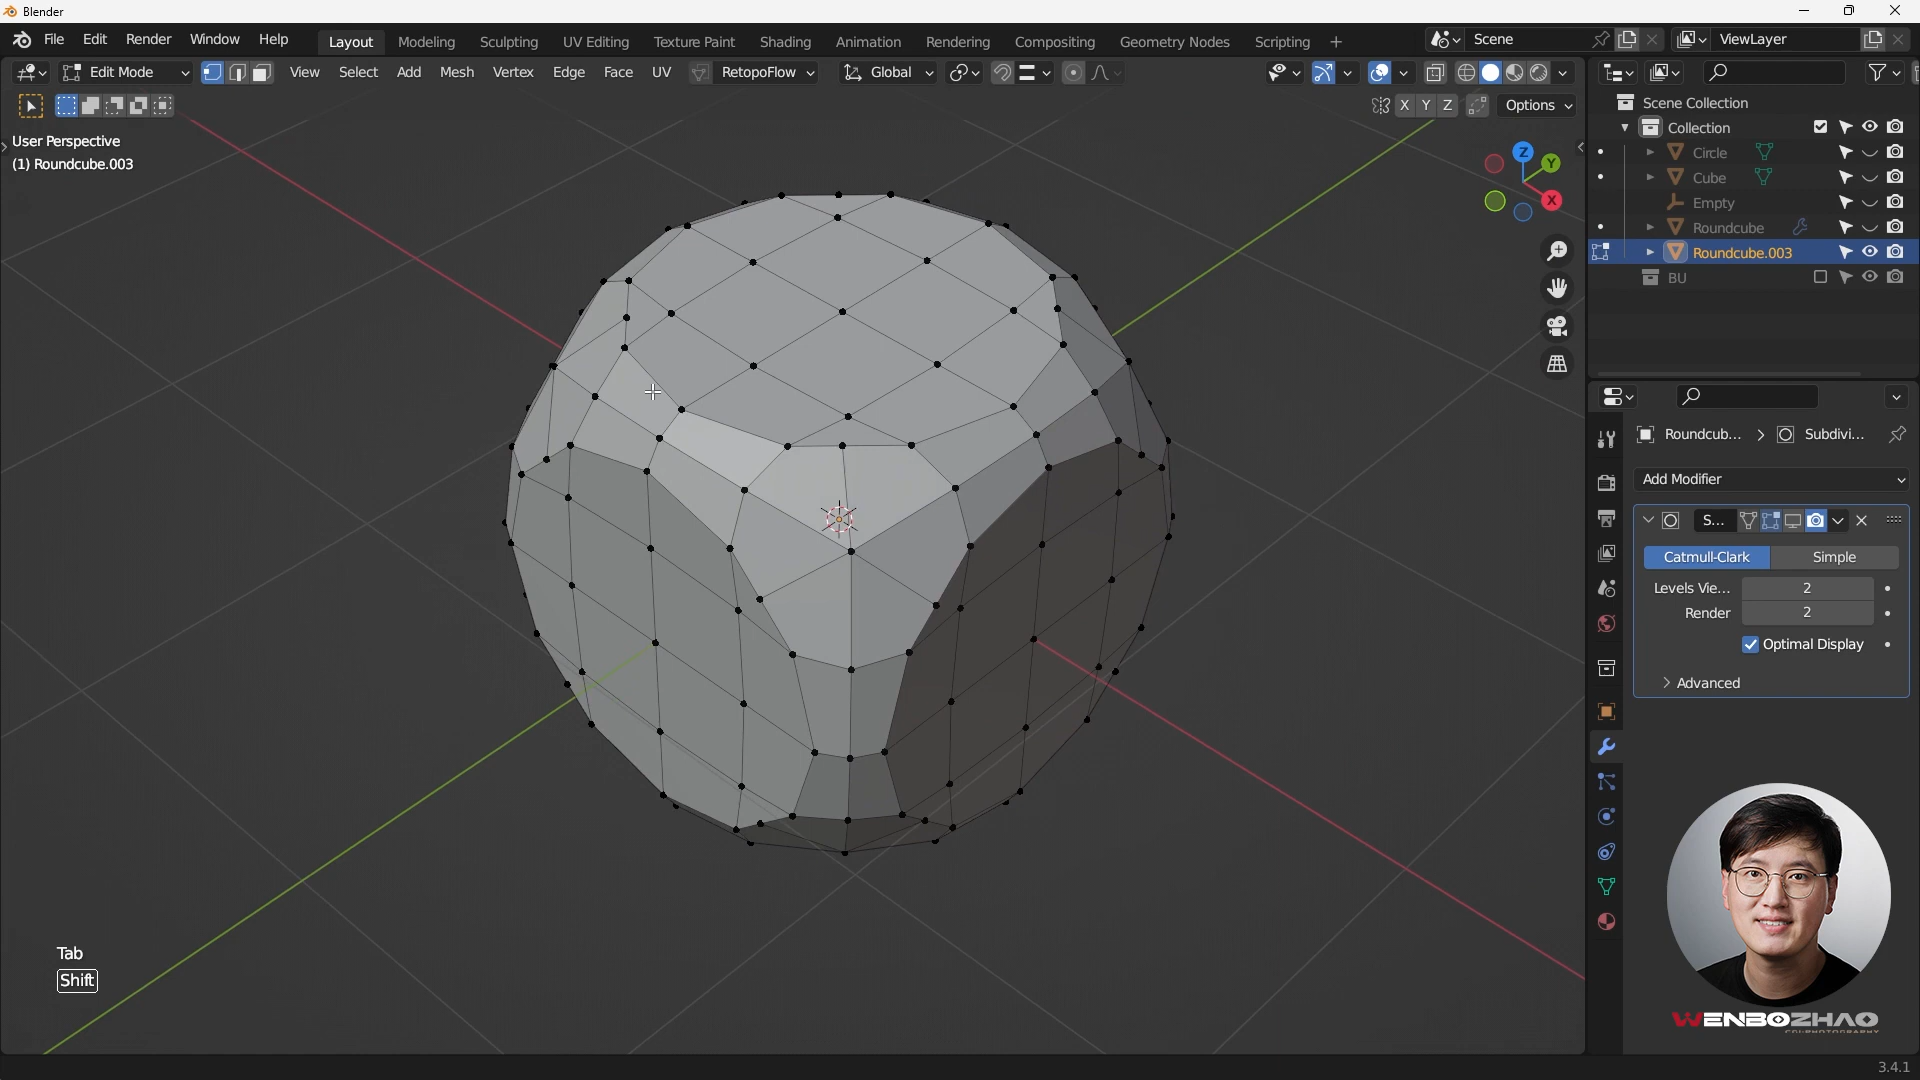 Blender
File Edit Render Window Help Layout Modeling Sculpting UV Editing Texture Paint Shading Animation Rendering Compositing Geometry Nodes Scripting + Scene ViewLayer
Edit Mode View Select Add Mesh Vertex Edge Face UV RetopoFlow Global
X Y Z Options
User Perspective
(1) Roundcube.003
Z
Y
X
Scene Collection
Collection
Circle
Cube
Empty
Roundcube
Roundcube.003
BU
Roundcub... > Subdivi...
Add Modifier
S...
Catmull-Clark Simple
Levels Vie... 2
Render 2
Optimal Display
Advanced
Tab
Shift
WENBOZHAO
3.4.1